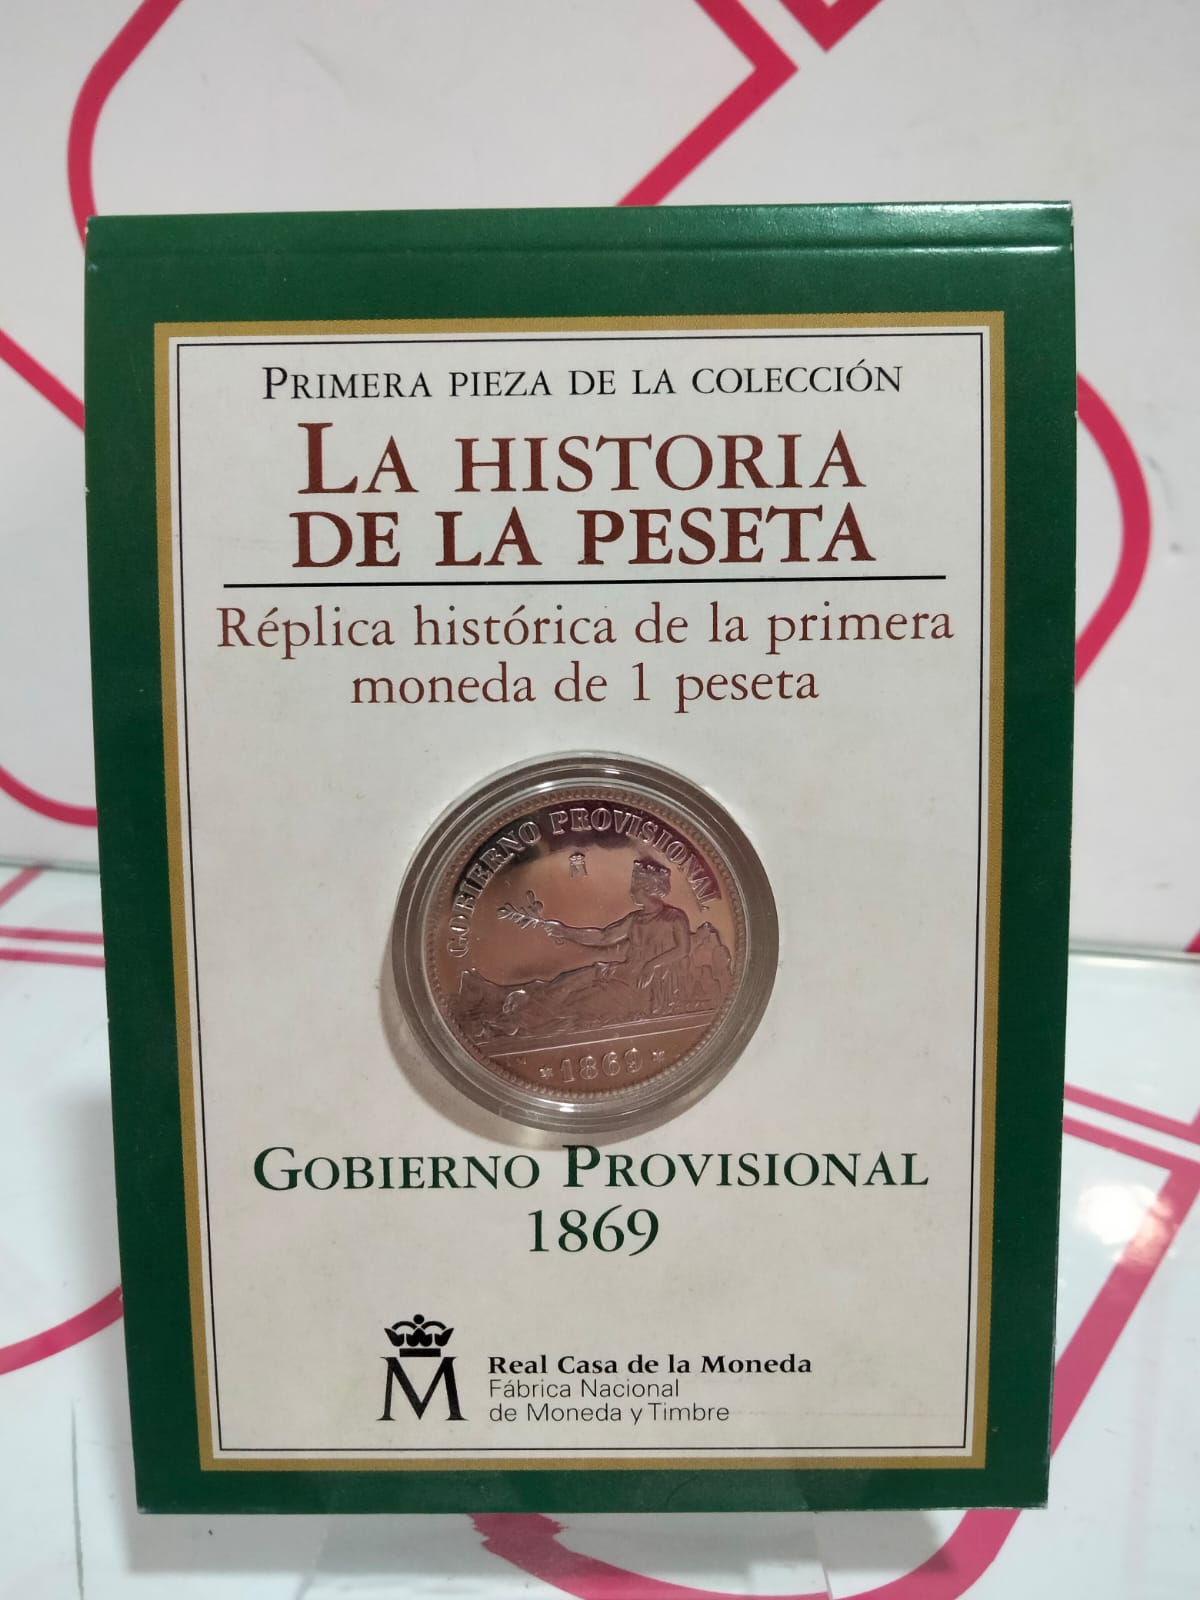 PRIMERA PIEZA DE LA COLECCIÓN
LA HISTORIA
DE LA PESETA
Réplica histórica de la primera
moneda de 1 peseta
GOBIERNO PROVISIONAL
* 1869 *
GOBIERNO PROVISIONAL
1869
M
Real Casa de la Moneda
Fábrica Nacional
de Moneda y Timbre